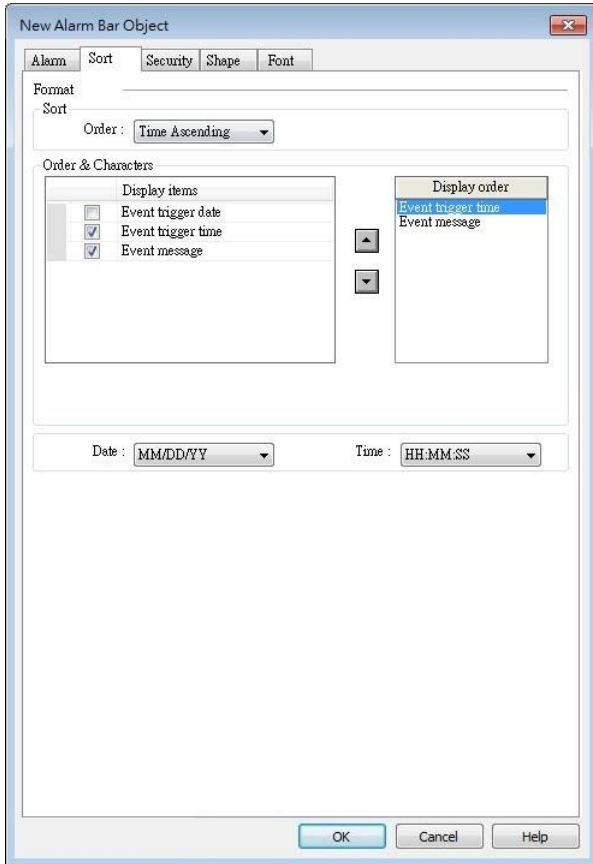 New Alarm Bar Object
Alarm Sort Security Shape Font
Format
Sort
Order : Time Ascending
Order & Characters
Display items
Event trigger date
Event trigger time
Event message
Display order
Event trigger time
Event message
Date : MM/DD/YY Time : HH:MM:SS
OK Cancel Help